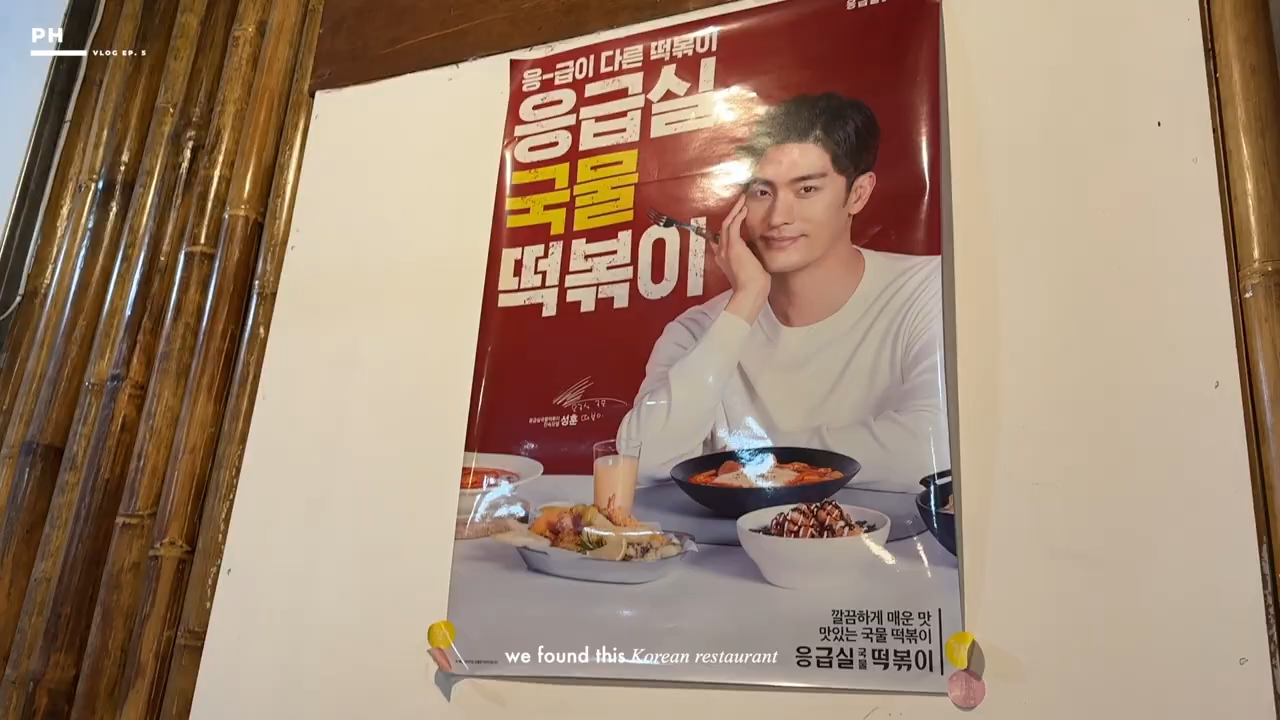 PH
VLOG EP. 5
응-급이 다른 떡볶이
응급실
국물
떡볶이
성훈
깔끔하게 매운 맛
맛있는 국물 떡볶이
응급실국물떡볶이
we found this Korean restaurant